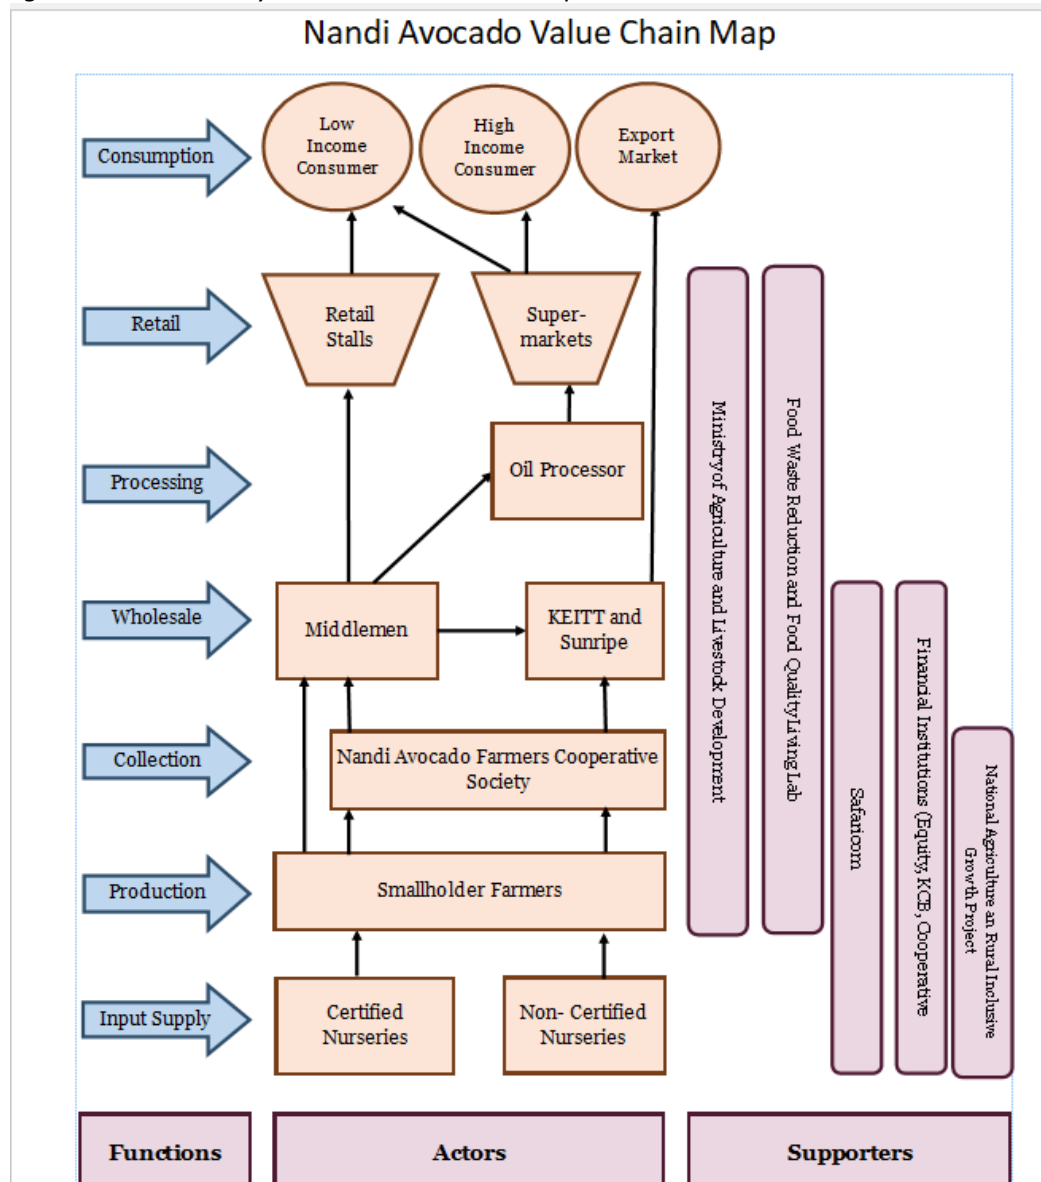 Nandi Avocado Value Chain Map
Consumption
Low
Income
Consumer
High
Income
Consumer
Export
Market
Retail
Retail
Stalls
Super-
markets
Processing
Oil Processor
Wholesale
Middlemen
KEITT and
Sunripe
Collection
Nandi Avocado Farmers Cooperative
Society
Production
Smallholder Farmers
Input Supply
Certified
Nurseries
Non- Certified
Nurseries
Ministry of Agriculture and Livestock Development
Food Waste Reduction and Food Quality Living Lab
Safaricom
Financial Institutions (Equity, KCB, Cooperative
National Agriculture an Rural Inclusive
Growth Project
Functions
Actors
Supporters